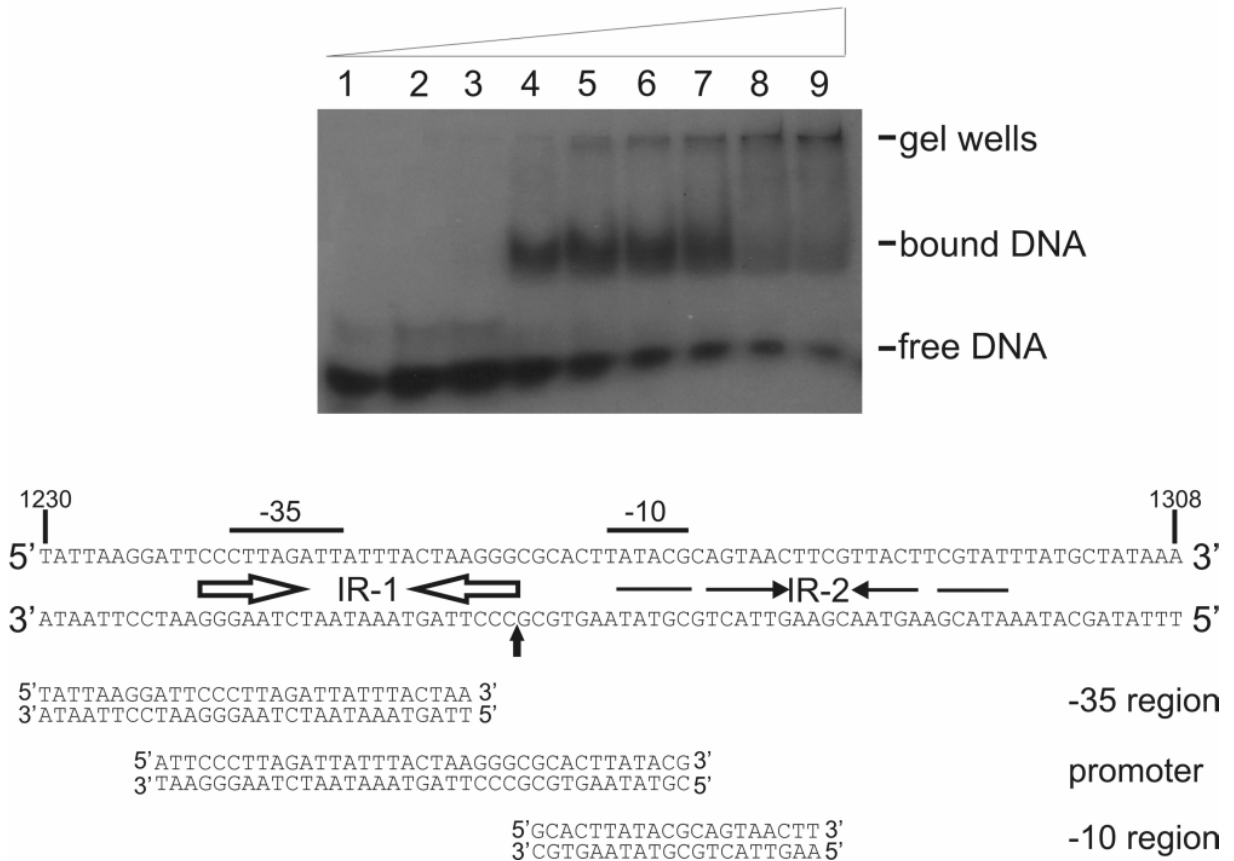 1 2 3 4 5 6 7 8 9
gel wells
bound DNA
free DNA
1230 -35 -10 1308
5' TATTAAGGATTCCCTTAGATTATTTACTAAGGGCGCACTTATACGCAGTAACTTCGTTACTTCGTATTTATGCTATAAA 3'
IR-1 IR-2
3' ATAATTCCTAAGGGAATCTAATAAATGATTCCCGCGTGAATATGCGTCATTGAAGCAATGAAGCATAAATACGATATTT 5'
5' TATTAAGGATTCCCTTAGATTATTTACTAA 3'
3' ATAATTCCTAAGGGAATCTAATAAATGATT 5'
-35 region
5' ATTCCCTTAGATTATTTACTAAGGGCGCACTTATACG 3'
3' TAAGGGAATCTAATAAATGATTCCCGCGTGAATATGC 5'
promoter
5' GCACTTATACGCAGTAACTT 3'
3' CGTGAATATGCGTCATTGAA 5'
-10 region